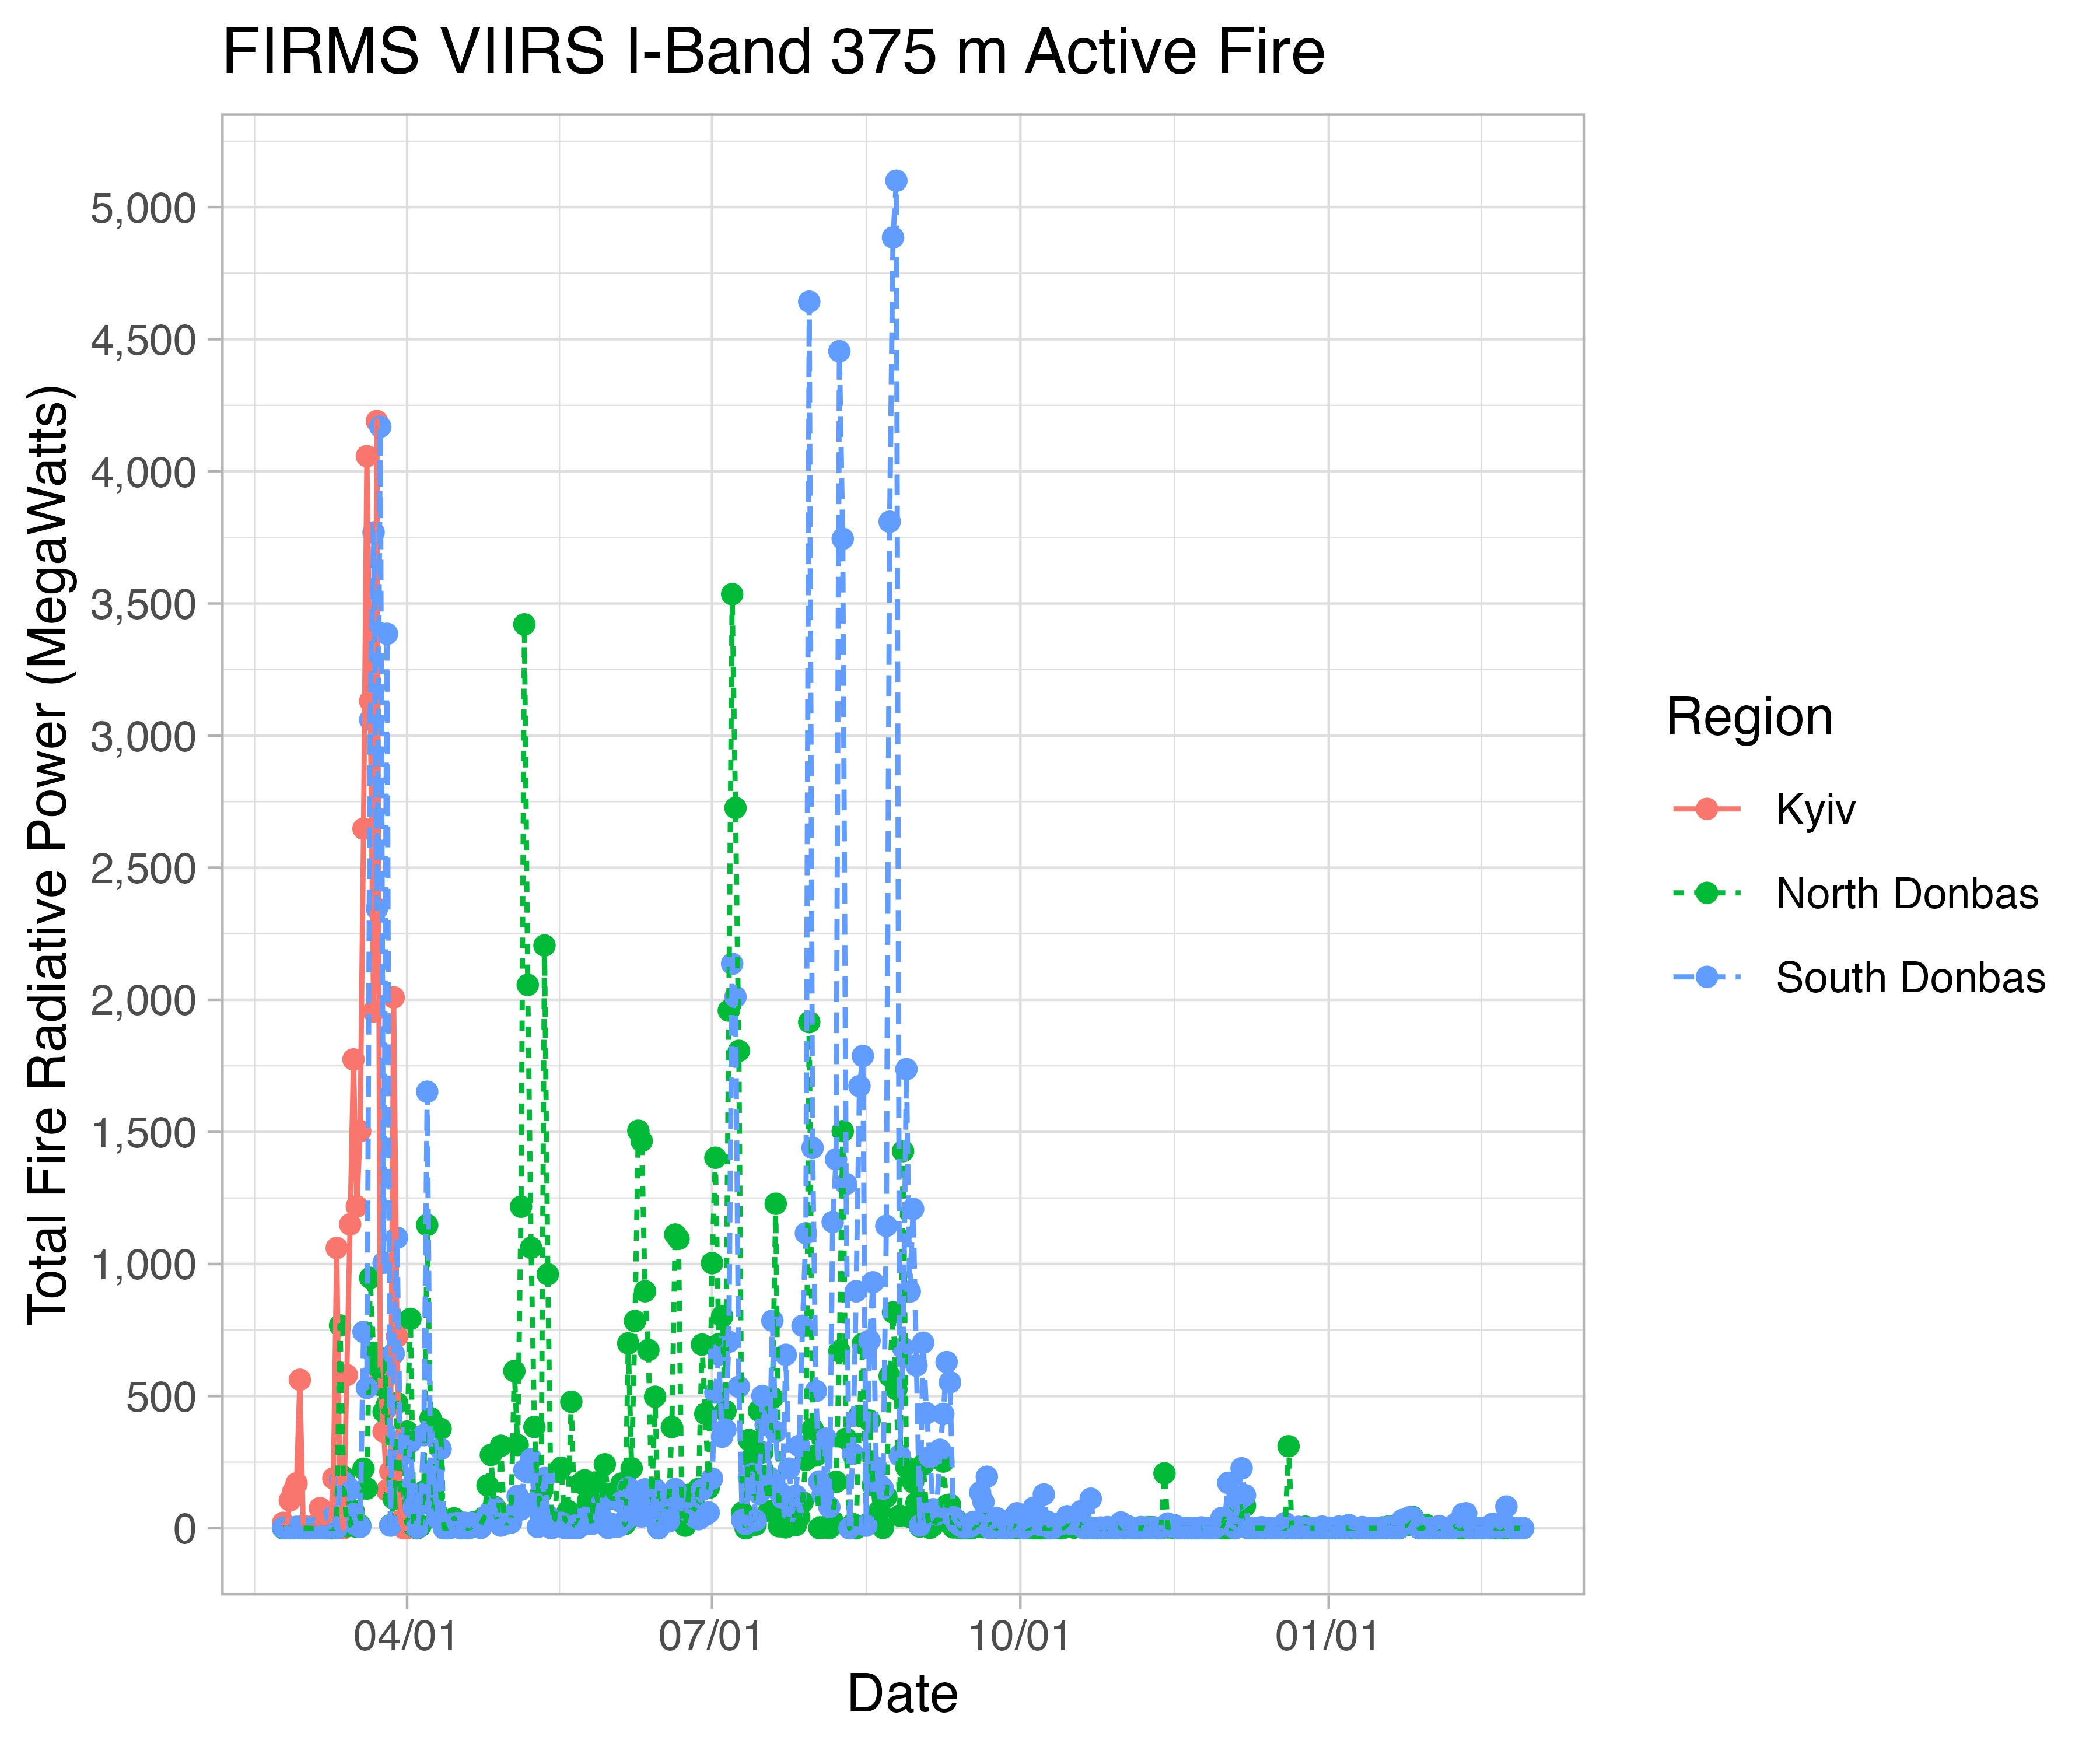 FIRMS VIIRS I-Band 375 m Active Fire
Total Fire Radiative Power (MegaWatts)
5,000
4,500
4,000
3,500
3,000
2,500
2,000
1,500
1,000
500
0
04/01
07/01
10/01
01/01
Date
Region
Kyiv
North Donbas
South Donbas